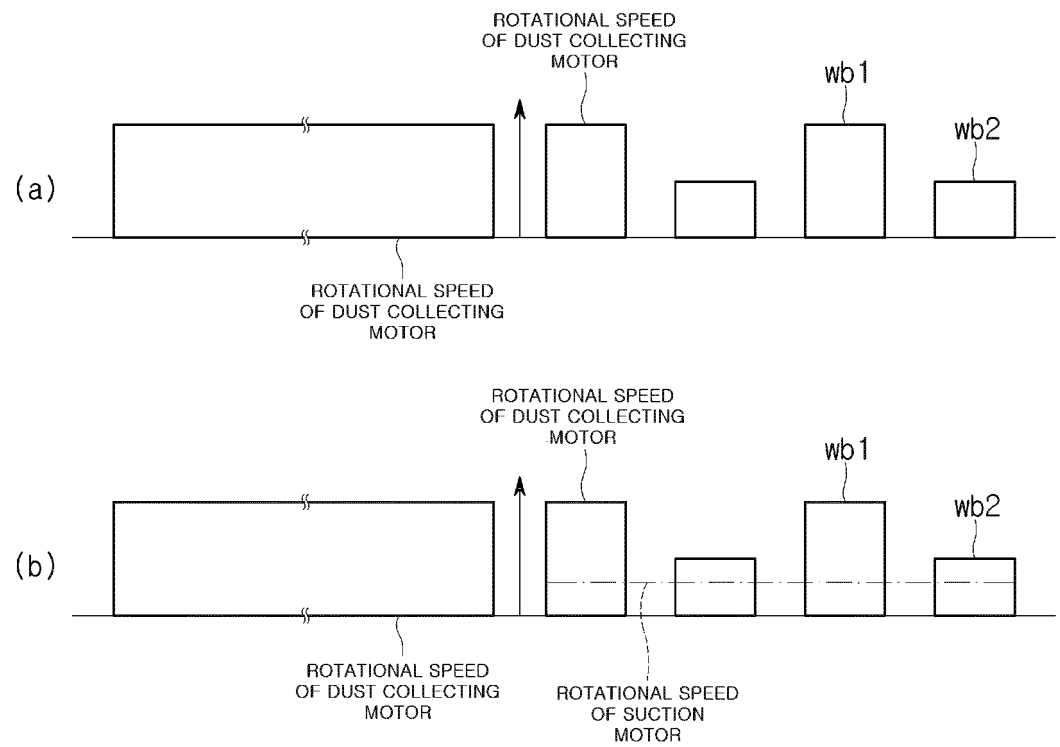 ROTATIONAL SPEED
OF DUST COLLECTING
MOTOR
wb1
wb2
(a)
ROTATIONAL SPEED
OF DUST COLLECTING
MOTOR
ROTATIONAL SPEED
OF DUST COLLECTING
MOTOR
wb1
wb2
(b)
ROTATIONAL SPEED
OF DUST COLLECTING
MOTOR
ROTATIONAL SPEED
OF SUCTION
MOTOR